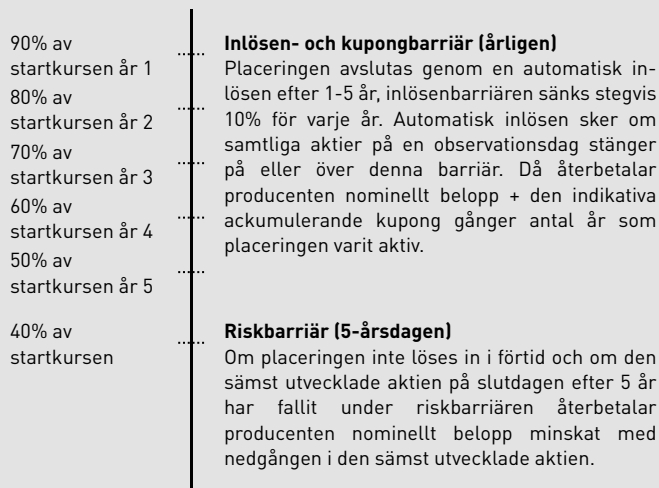 90% av
startkursen år 1
80% av
startkursen år 2
70% av
startkursen år 3
60% av
startkursen år 4
50% av
startkursen år 5
40% av
startkursen
Inlösen- och kupongbarriär (årligen)
Placeringen avslutas genom en automatisk in-
lösen efter 1-5 år, inlösenbarriären sänks stegvis
10% för varje år. Automatisk inlösen sker om
samtliga aktier på en observationsdag stänger
på eller över denna barriär. Då återbetalar
producenten nominellt belopp + den indikativa
ackumulerande kupong gånger antal år som
placeringen varit aktiv.
Riskbarriär (5-årsdagen)
Om placeringen inte löses in i förtid och om den
sämst utvecklade aktien på slutdagen efter 5 år
har fallit under riskbarriären återbetalar
producenten nominellt belopp minskat med
nedgången i den sämst utvecklade aktien.